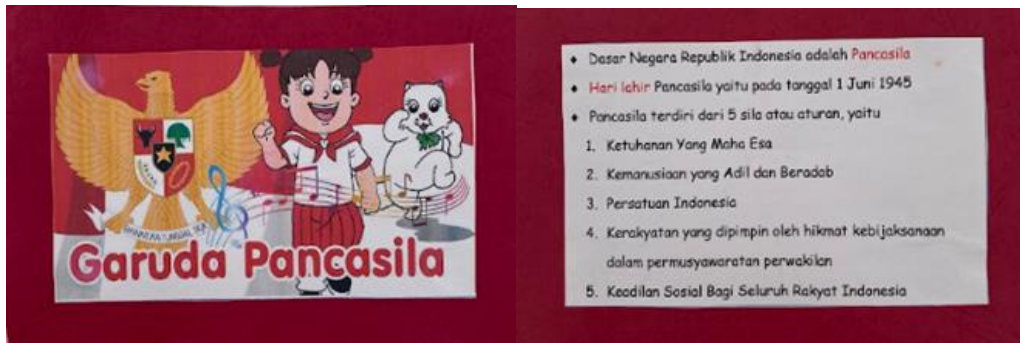 Garuda Pancasila
♦ Dasar Negara Republik Indonesia adalah Pancasila
♦ Hari lahir Pancasila yaitu pada tanggal 1 Juni 1945
♦ Pancasila terdiri dari 5 sila atau aturan, yaitu
1. Ketuhanan Yang Maha Esa
2. Kemanusiaan yang Adil dan Beradab
3. Persatuan Indonesia
4. Kerakyatan yang dipimpin oleh hikmat kebijaksanaan
dalam permusyawaratan perwakilan
5. Keadilan Sosial Bagi Seluruh Rakyat Indonesia